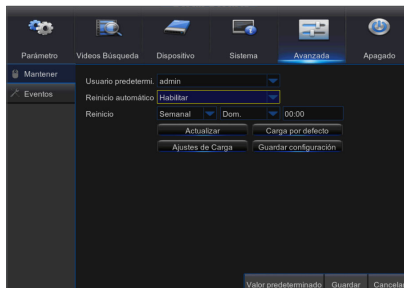 Parámetro Vídeos Búsqueda Dispositivo Sistema Avanzada Apagado
Mantener
Eventos
Usuario predetermi. admin
Reinicio automático Habilitar
Reinicio Semanal Dom. 00:00
Actualizar Carga por defecto
Ajustes de Carga Guardar configuración
Valor predeterminado Guardar Cancelar